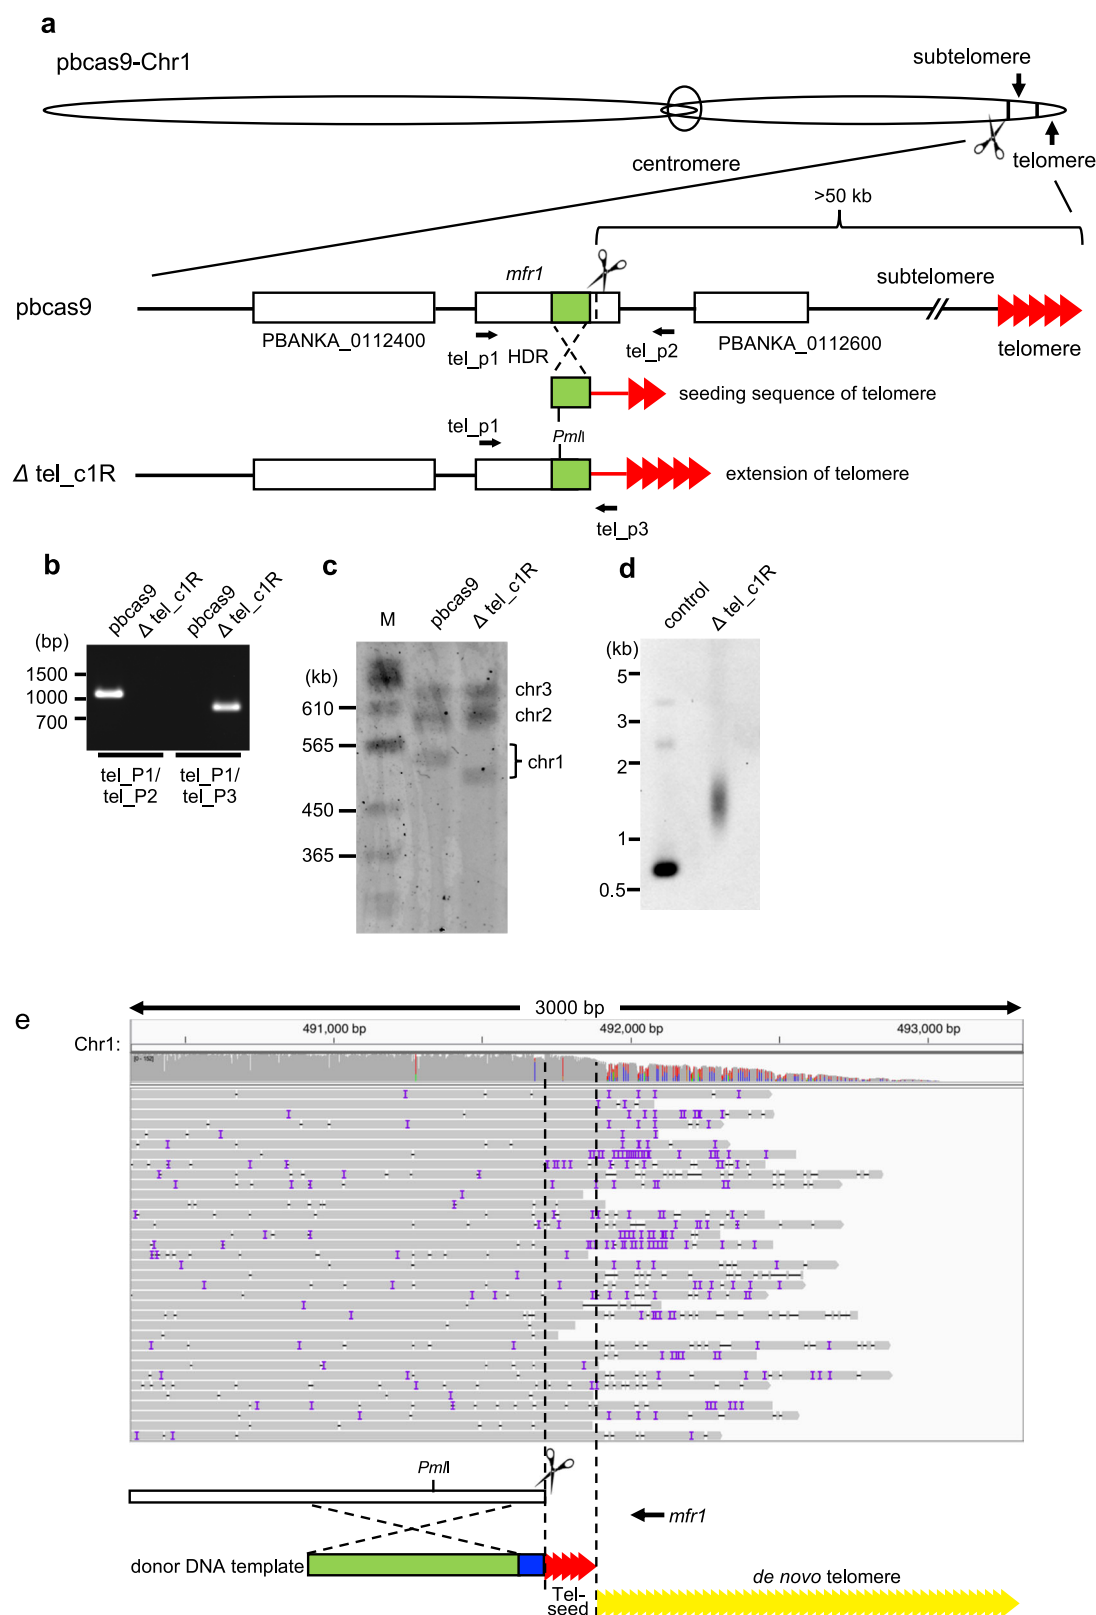 a
pbcas9-Chr1
subtelomere
centromere
telomere
>50 kb
mfr1
subtelomere
pbcas9
PBANKA_0112400
tel_p1
HDR
tel_p2
PBANKA_0112600
telomere
seeding sequence of telomere
tel_p1
PmlI
Δ tel_c1R
extension of telomere
tel_p3
b
pbcas9
Δ tel_c1R
pbcas9
Δ tel_c1R
(bp)
1500
1000
700
tel_P1/
tel_P2
tel_P1/
tel_P3
c
M
pbcas9
Δ tel_c1R
(kb)
610
565
450
365
chr3
chr2
chr1
d
control
Δ tel_c1R
(kb)
5
3
2
1
0.5
e
3000 bp
Chr1:
491,000 bp
492,000 bp
493,000 bp
[0 - 152]
PmlI
mfr1
donor DNA template
Tel-
seed
de novo telomere